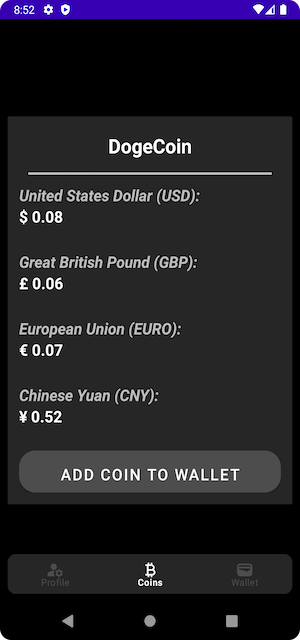 8:52
DogeCoin
United States Dollar (USD):
$ 0.08
Great British Pound (GBP):
£ 0.06
European Union (EURO):
€ 0.07
Chinese Yuan (CNY):
¥ 0.52
ADD COIN TO WALLET
Profile Coins Wallet